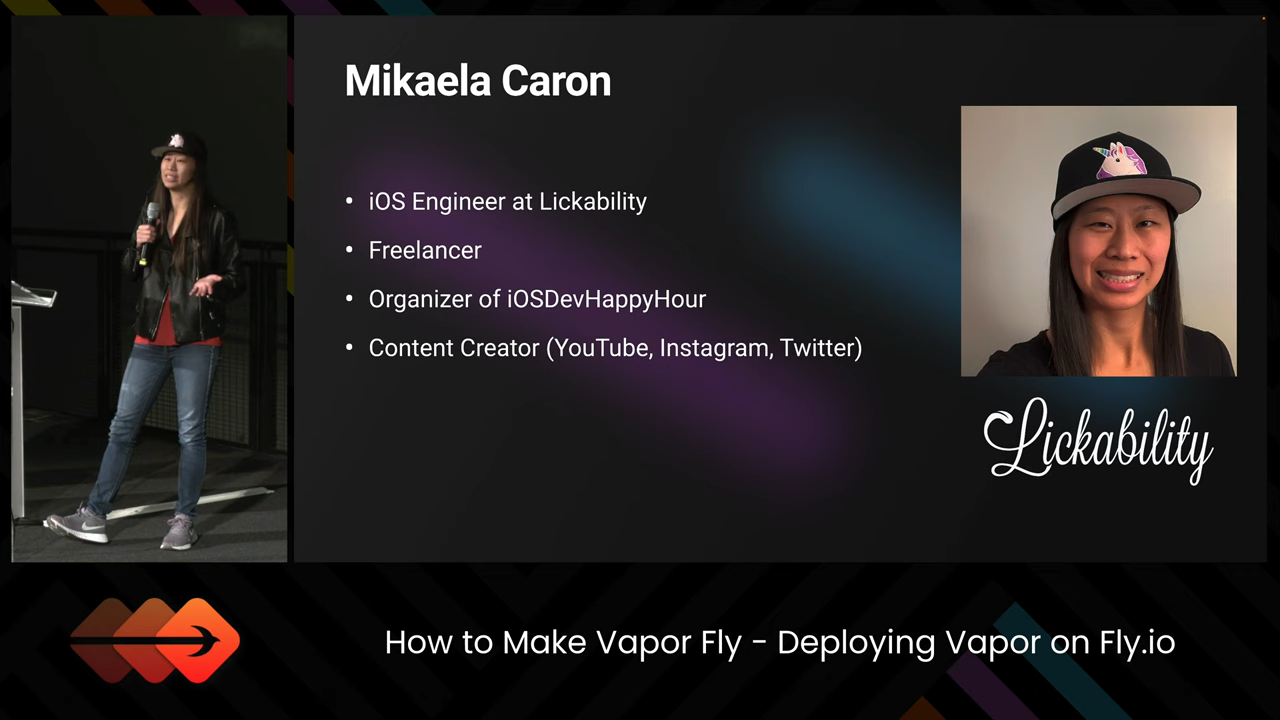 Mikaela Caron
• iOS Engineer at Lickability
• Freelancer
• Organizer of iOSDevHappyHour
• Content Creator (YouTube, Instagram, Twitter)
Lickability
How to Make Vapor Fly - Deploying Vapor on Fly.io